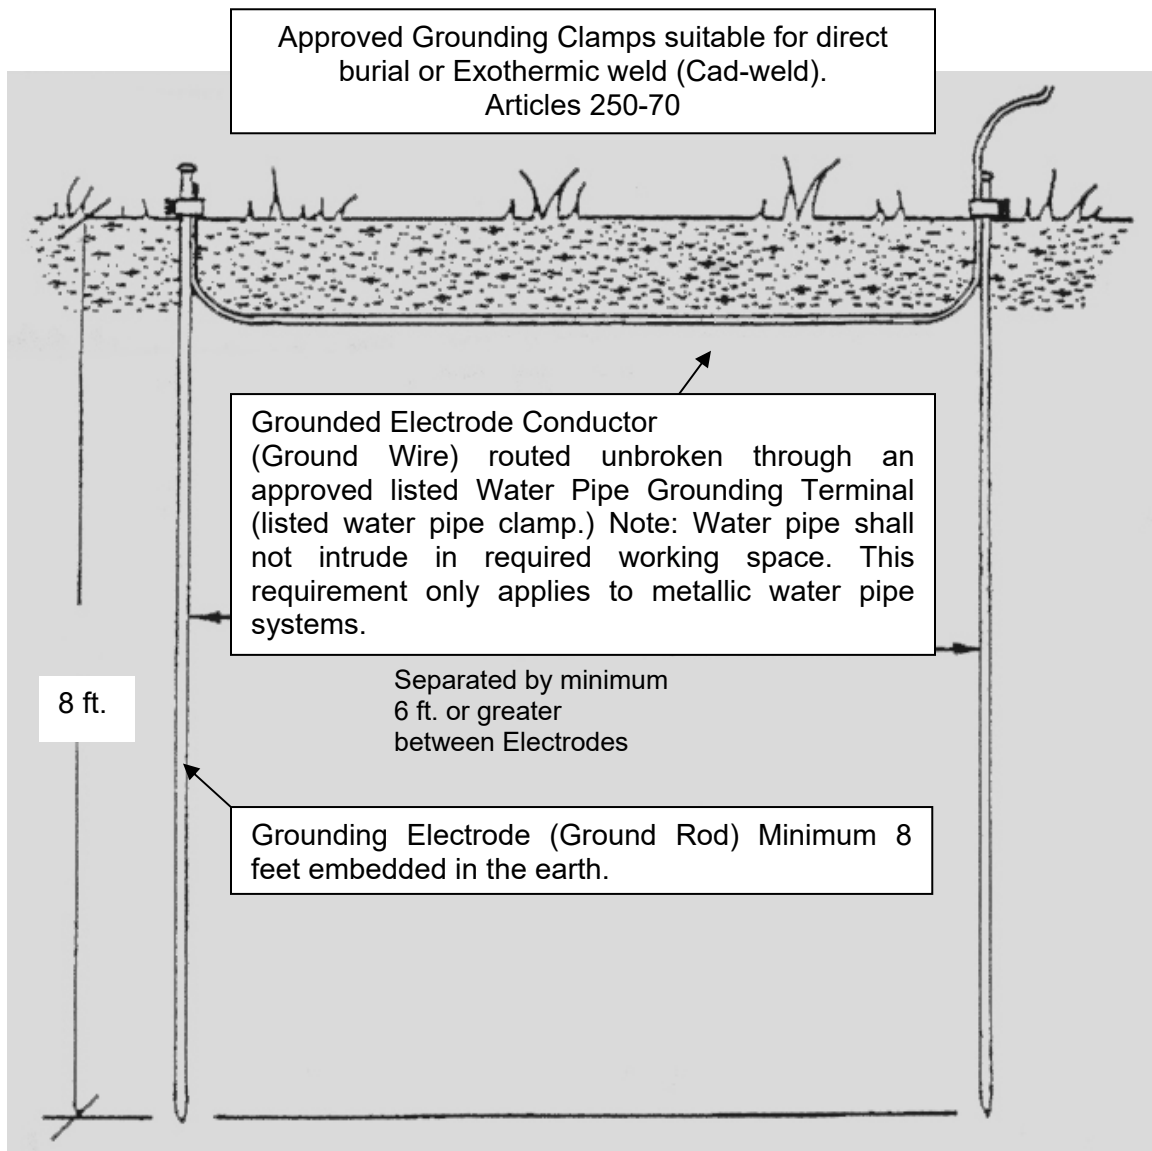 Approved Grounding Clamps suitable for direct
burial or Exothermic weld (Cad-weld).
Articles 250-70
Grounded Electrode Conductor
(Ground Wire) routed unbroken through an
approved listed Water Pipe Grounding Terminal
(listed water pipe clamp.) Note: Water pipe shall
not intrude in required working space. This
requirement only applies to metallic water pipe
systems.
Separated by minimum
6 ft. or greater
between Electrodes
8 ft.
Grounding Electrode (Ground Rod) Minimum 8
feet embedded in the earth.